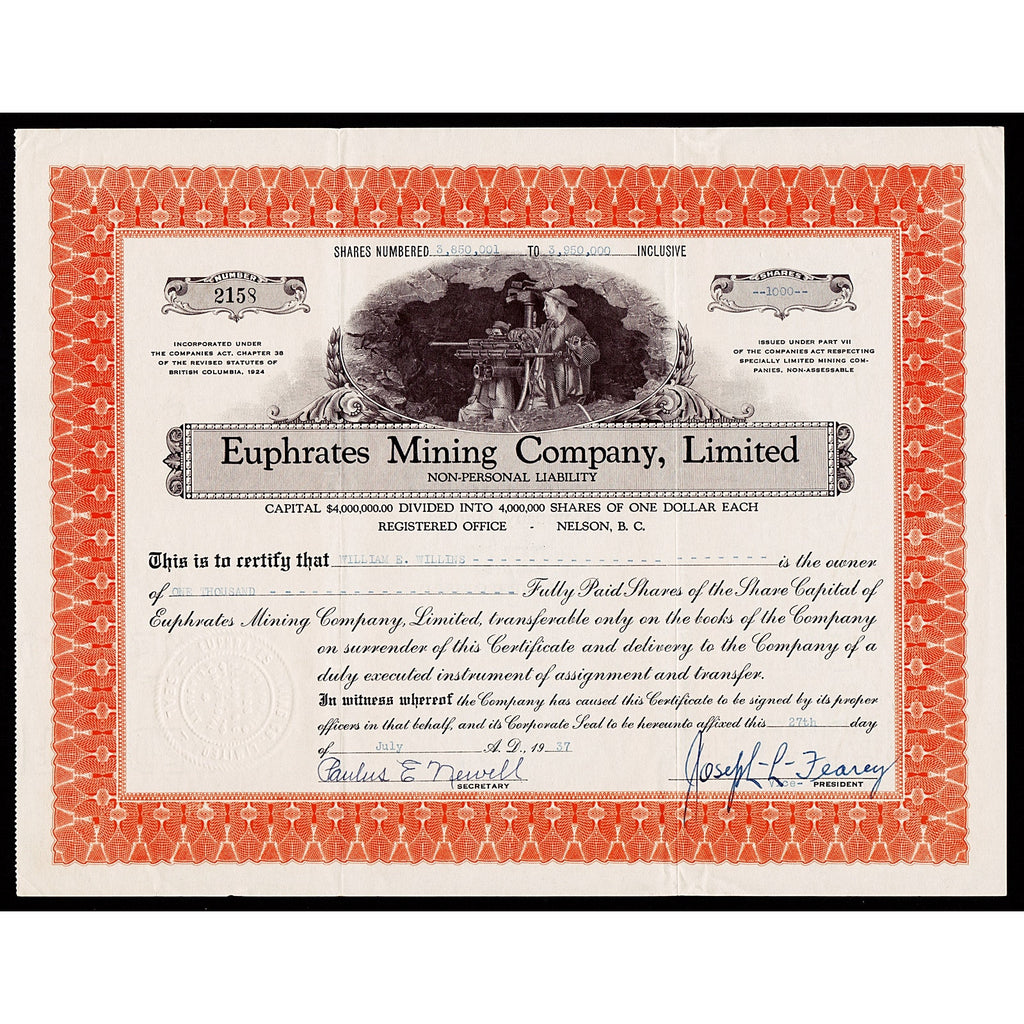 SHARES NUMBERED 3,850,001 TO 3,950,000 INCLUSIVE
NUMBER
2158
SHARES
--1000--
INCORPORATED UNDER
THE COMPANIES ACT, CHAPTER 38
OF THE REVISED STATUTES OF
BRITISH COLUMBIA, 1924
ISSUED UNDER PART VII
OF THE COMPANIES ACT RESPECTING
SPECIALLY LIMITED MINING COM-
PANIES, NON-ASSESSABLE
Euphrates Mining Company, Limited
NON-PERSONAL LIABILITY
CAPITAL $4,000,000.00 DIVIDED INTO 4,000,000 SHARES OF ONE DOLLAR EACH
REGISTERED OFFICE - NELSON, B. C.
This is to certify that WILLIAM E. WILLINS - - - - - - - - - - - - - - - - - - - - is the owner
of ONE THOUSAND - - - - - - - - - - - - - - - - - - - - Fully Paid Shares of the Share Capital of
Euphrates Mining Company, Limited, transferable only on the books of the Company
on surrender of this Certificate and delivery to the Company of a
duly executed instrument of assignment and transfer.
In witness whereof the Company has caused this Certificate to be signed by its proper
officers in that behalf, and its Corporate Seal to be hereunto affixed this 27th day
of July A. D., 19 37
Paulus E Newell
Joseph-L-Fearey
SECRETARY
Vice- PRESIDENT